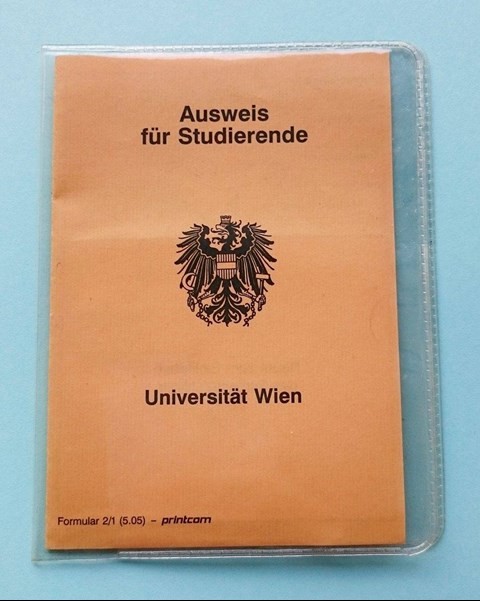 Ausweis
für Studierende
Universität Wien
Formular 2/1 (5.05) – printcom